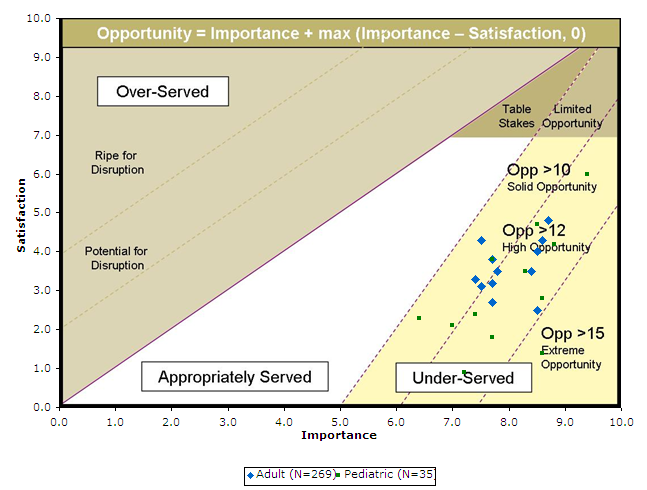 10.0
Opportunity = Importance + max (Importance – Satisfaction, 0)
9.0
Over-Served
8.0
Table
Stakes
Limited
Opportunity
7.0
Ripe for
Disruption
Opp >10
Solid Opportunity
6.0
5.0
Satisfaction
Opp >12
High Opportunity
Potential for
Disruption
4.0
3.0
2.0
Opp >15
Extreme
Opportunity
1.0
Appropriately Served
Under-Served
0.0
0.0 1.0 2.0 3.0 4.0 5.0 6.0 7.0 8.0 9.0 10.0
Importance
Adult (N=269) Pediatric (N=35)